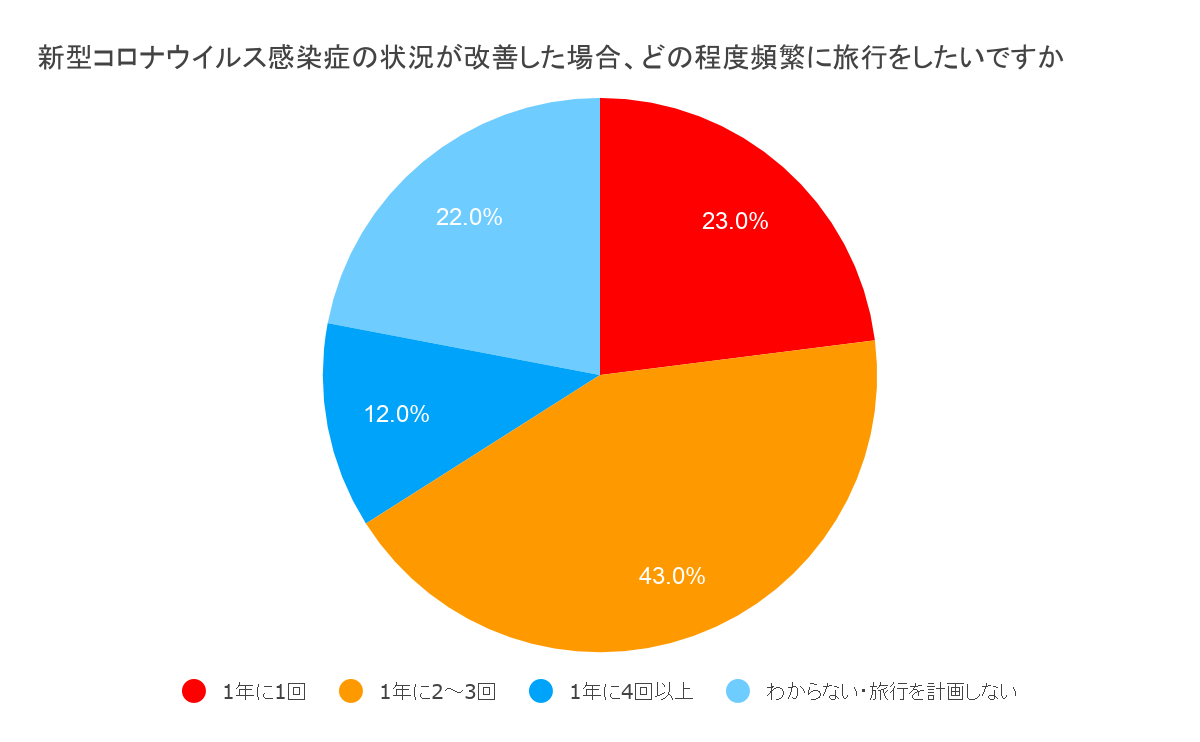 新型コロナウイルス感染症の状況が改善した場合、どの程度頻繁に旅行をしたいですか
22.0%
23.0%
12.0%
43.0%
1年に1回 1年に2～3回 1年に4回以上 わからない・旅行を計画しない